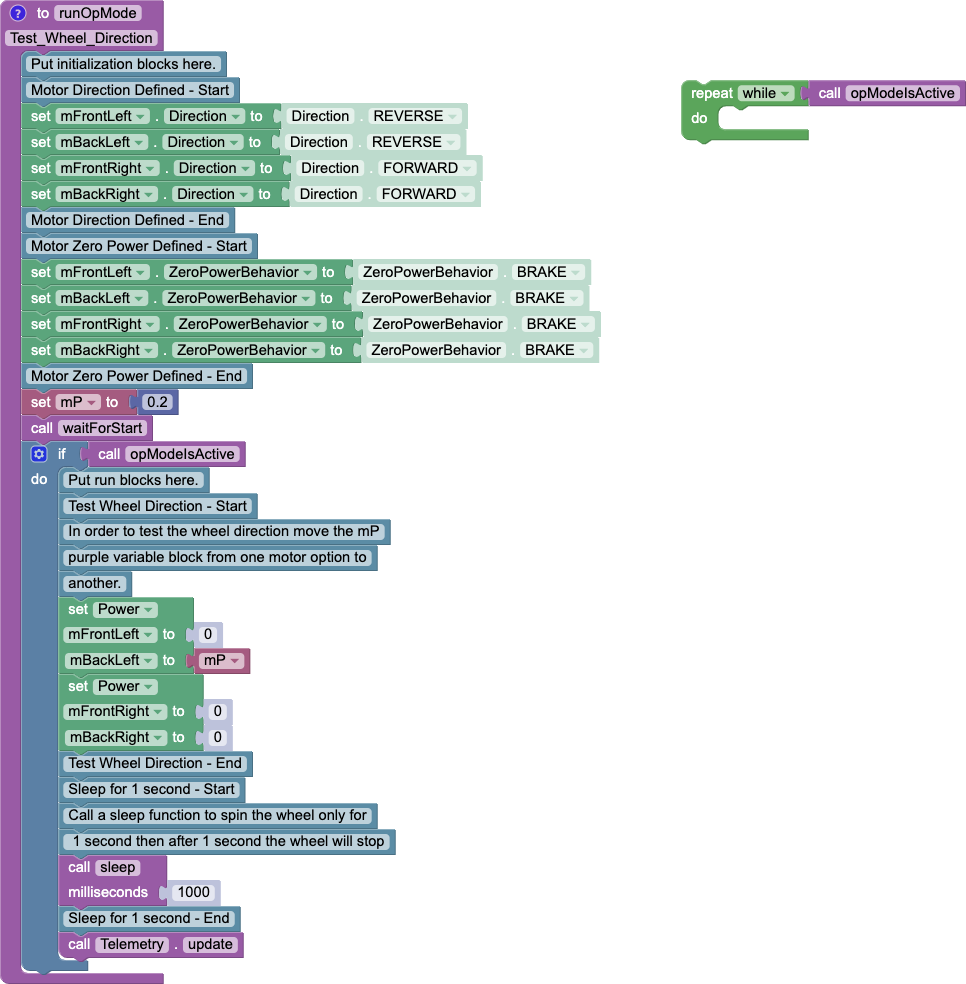 ? to runOpMode
Test_Wheel_Direction
Put initialization blocks here.
Motor Direction Defined - Start
set mFrontLeft . Direction to Direction . REVERSE
set mBackLeft . Direction to Direction . REVERSE
set mFrontRight . Direction to Direction . FORWARD
set mBackRight . Direction to Direction . FORWARD
Motor Direction Defined - End
Motor Zero Power Defined - Start
set mFrontLeft . ZeroPowerBehavior to ZeroPowerBehavior . BRAKE
set mBackLeft . ZeroPowerBehavior to ZeroPowerBehavior . BRAKE
set mFrontRight . ZeroPowerBehavior to ZeroPowerBehavior . BRAKE
set mBackRight . ZeroPowerBehavior to ZeroPowerBehavior . BRAKE
Motor Zero Power Defined - End
set mP to 0.2
call waitForStart
if call opModeIsActive
do Put run blocks here.
Test Wheel Direction - Start
In order to test the wheel direction move the mP
purple variable block from one motor option to
another.
set Power
mFrontLeft to 0
mBackLeft to mP
set Power
mFrontRight to 0
mBackRight to 0
Test Wheel Direction - End
Sleep for 1 second - Start
Call a sleep function to spin the wheel only for
1 second then after 1 second the wheel will stop
call sleep
milliseconds 1000
Sleep for 1 second - End
call Telemetry . update
repeat while call opModeIsActive
do